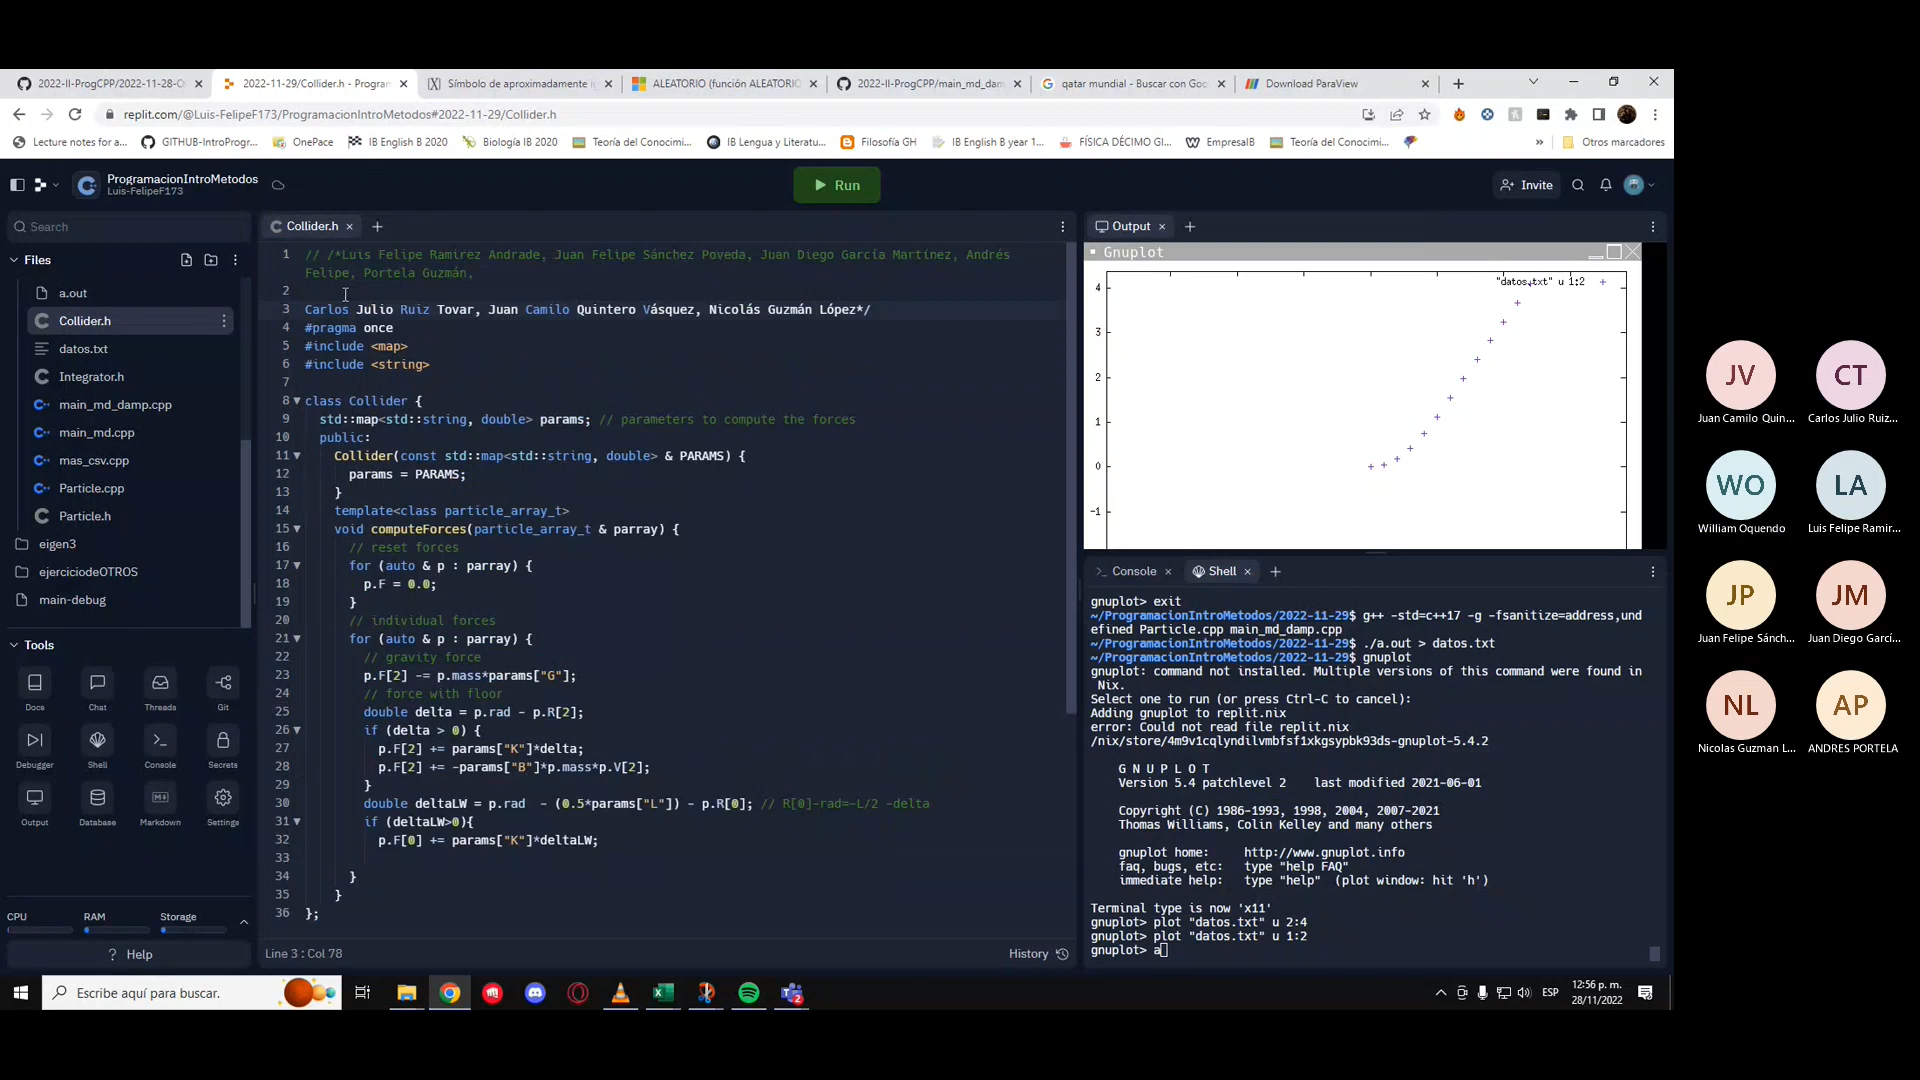 2022-II-ProgCPP/2022-11-28-O
2022-11-29/Collider.h - Program
Símbolo de aproximadamente i
ALEATORIO (función ALEATORIO
2022-II-ProgCPP/main_md_dam
qatar mundial - Buscar con Goo
Download ParaView
replit.com/@Luis-FelipeF173/ProgramacionIntroMetodos#2022-11-29/Collider.h
Lecture notes for a...
GITHUB-IntroProgr...
OnePace
IB English B 2020
Biología IB 2020
Teoría del Conocimi...
IB Lengua y Literatu...
Filosofía GH
IB English B year 1...
FÍSICA DÉCIMO GI...
EmpresaIB
Teoría del Conocimi...
»
Otros marcadores
ProgramacionIntroMetodos
Luis-FelipeF173
Run
Invite
Search
Files
a.out
Collider.h
datos.txt
Integrator.h
main_md_damp.cpp
main_md.cpp
mas_csv.cpp
Particle.cpp
Particle.h
eigen3
ejerciciodeOTROS
main-debug
Tools
Docs
Chat
Threads
Git
Debugger
Shell
Console
Secrets
Output
Database
Markdown
Settings
CPU
RAM
Storage
? Help
Collider.h
1 // /*Luis Felipe Ramirez Andrade, Juan Felipe Sánchez Poveda, Juan Diego García Martínez, Andrés
Felipe, Portela Guzmán,
2
3 Carlos Julio Ruiz Tovar, Juan Camilo Quintero Vásquez, Nicolás Guzmán López*/
4 #pragma once
5 #include <map>
6 #include <string>
7
8 class Collider {
9 std::map<std::string, double> params; // parameters to compute the forces
10 public:
11 Collider(const std::map<std::string, double> & PARAMS) {
12 params = PARAMS;
13 }
14 template<class particle_array_t>
15 void computeForces(particle_array_t & parray) {
16 // reset forces
17 for (auto & p : parray) {
18 p.F = 0.0;
19 }
20 // individual forces
21 for (auto & p : parray) {
22 // gravity force
23 p.F[2] -= p.mass*params["G"];
24 // force with floor
25 double delta = p.rad - p.R[2];
26 if (delta > 0) {
27 p.F[2] += params["K"]*delta;
28 p.F[2] += -params["B"]*p.mass*p.V[2];
29 }
30 double deltaLW = p.rad  - (0.5*params["L"]) - p.R[0]; // R[0]-rad=-L/2 -delta
31 if (deltaLW>0){
32 p.F[0] += params["K"]*deltaLW;
33
34 }
35 }
36 };
Line 3 : Col 78
History
Output
Gnuplot
"datos.txt" u 1:2
4
3
2
1
0
-1
Console
Shell
gnuplot> exit
~/ProgramacionIntroMetodos/2022-11-29$ g++ -std=c++17 -g -fsanitize=address,und
efined Particle.cpp main_md_damp.cpp
~/ProgramacionIntroMetodos/2022-11-29$ ./a.out > datos.txt
~/ProgramacionIntroMetodos/2022-11-29$ gnuplot
gnuplot: command not installed. Multiple versions of this command were found in
Nix.
Select one to run (or press Ctrl-C to cancel):
Adding gnuplot to replit.nix
error: Could not read file replit.nix
/nix/store/4m9v1cqlyndilvmbfsf1xkgsypbk93ds-gnuplot-5.4.2
G N U P L O T
Version 5.4 patchlevel 2    last modified 2021-06-01
Copyright (C) 1986-1993, 1998, 2004, 2007-2021
Thomas Williams, Colin Kelley and many others
gnuplot home:     http://www.gnuplot.info
faq, bugs, etc:   type "help FAQ"
immediate help:   type "help"  (plot window: hit 'h')
Terminal type is now 'x11'
gnuplot> plot "datos.txt" u 2:4
gnuplot> plot "datos.txt" u 1:2
gnuplot> a
Escribe aquí para buscar.
ESP
12:56 p. m.
28/11/2022
JV
Juan Camilo Quin...
CT
Carlos Julio Ruiz...
WO
William Oquendo
LA
Luis Felipe Ramir...
JP
Juan Felipe Sánch...
JM
Juan Diego Garcí...
NL
Nicolas Guzman L...
AP
ANDRES PORTELA